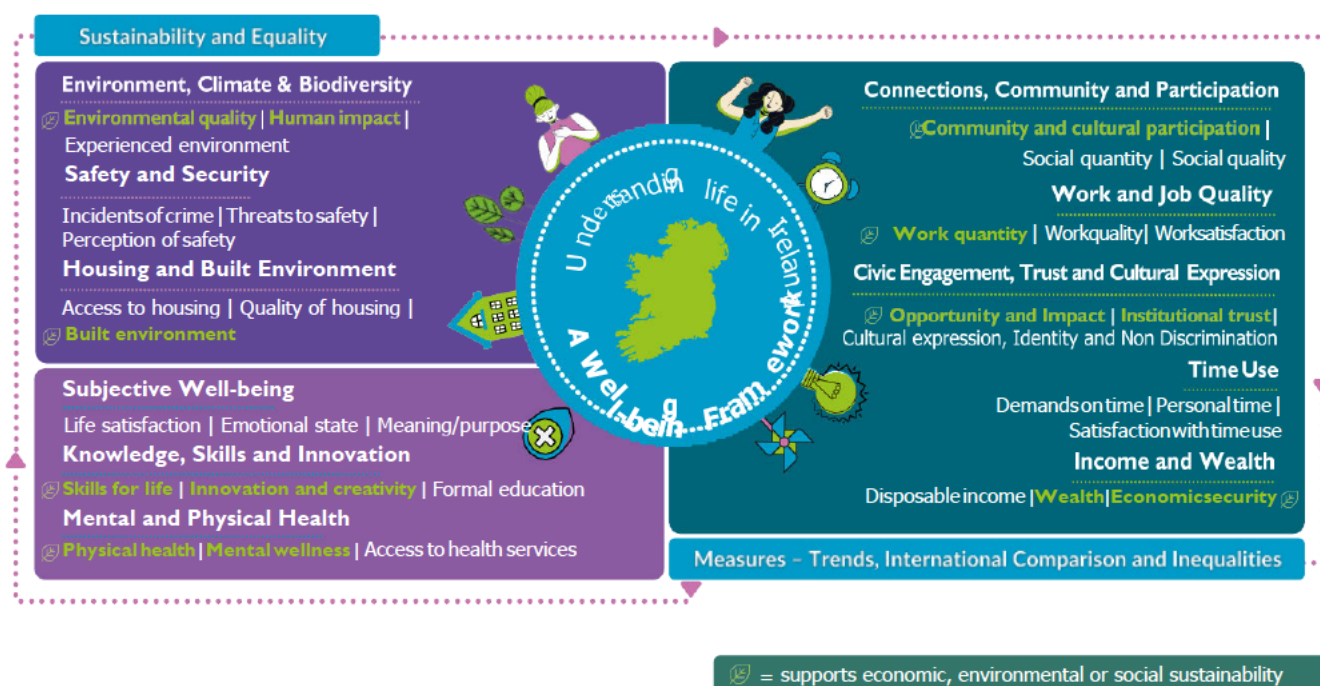 Sustainability and Equality
Environment, Climate & Biodiversity
Environmental quality | Human impact |
Experienced environment
Safety and Security
Incidents of crime | Threats to safety |
Perception of safety
Housing and Built Environment
Access to housing | Quality of housing |
Built environment
Subjective Well-being
Life satisfaction | Emotional state | Meaning/purpose
Knowledge, Skills and Innovation
Skills for life | Innovation and creativity | Formal education
Mental and Physical Health
Physical health | Mental wellness | Access to health services
Understanding life in Ireland
A Well-being Framework
Connections, Community and Participation
Community and cultural participation |
Social quantity | Social quality
Work and Job Quality
Work quantity | Workquality| Worksatisfaction
Civic Engagement, Trust and Cultural Expression
Opportunity and Impact | Institutional trust|
Cultural expression, Identity and Non Discrimination
Time Use
Demands on time | Personal time |
Satisfaction with time use
Income and Wealth
Disposable income |Wealth|Economicsecurity
Measures – Trends, International Comparison and Inequalities
= supports economic, environmental or social sustainability